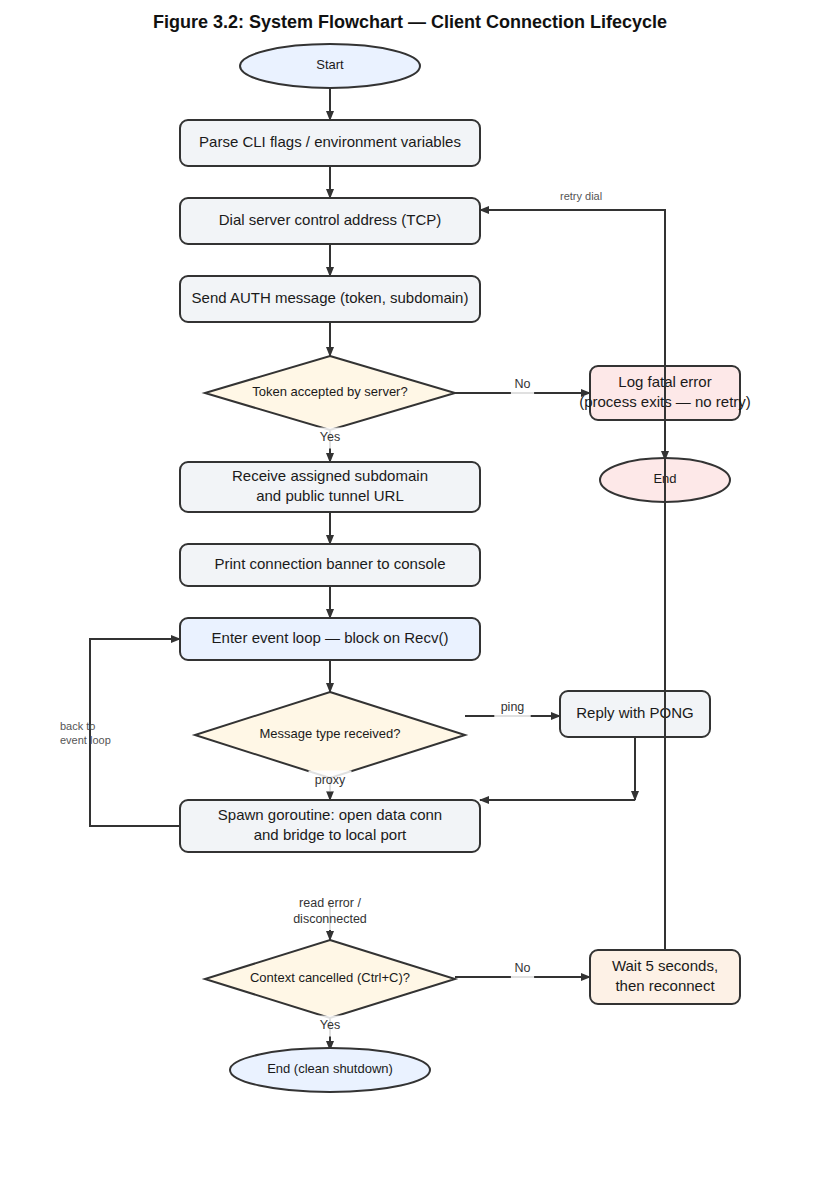 Figure 3.2: System Flowchart — Client Connection Lifecycle
Start
Parse CLI flags / environment variables
retry dial
Dial server control address (TCP)
Send AUTH message (token, subdomain)
Token accepted by server?
No
Log fatal error
(process exits — no retry)
Yes
Receive assigned subdomain
and public tunnel URL
End
Print connection banner to console
Enter event loop — block on Recv()
back to
event loop
Message type received?
ping
Reply with PONG
proxy
Spawn goroutine: open data conn
and bridge to local port
read error /
disconnected
Context cancelled (Ctrl+C)?
No
Wait 5 seconds,
then reconnect
Yes
End (clean shutdown)